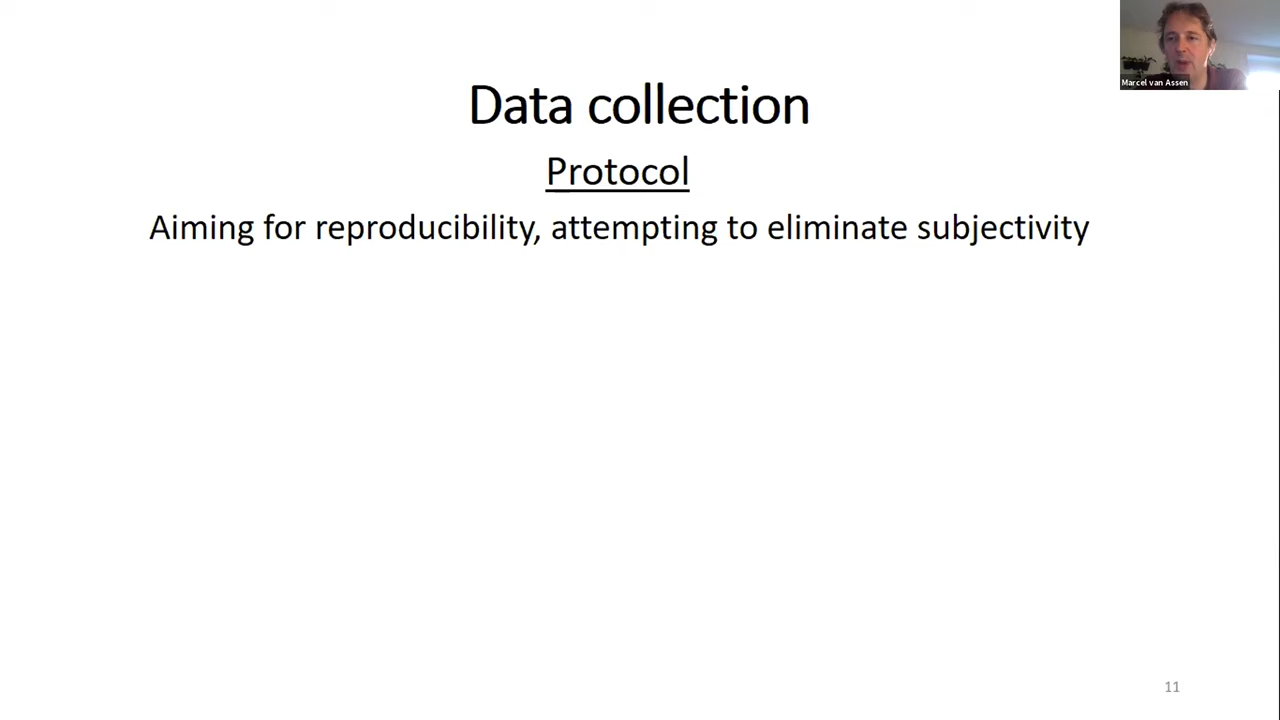 Marcel van Assen
Data collection
Protocol
Aiming for reproducibility, attempting to eliminate subjectivity
11